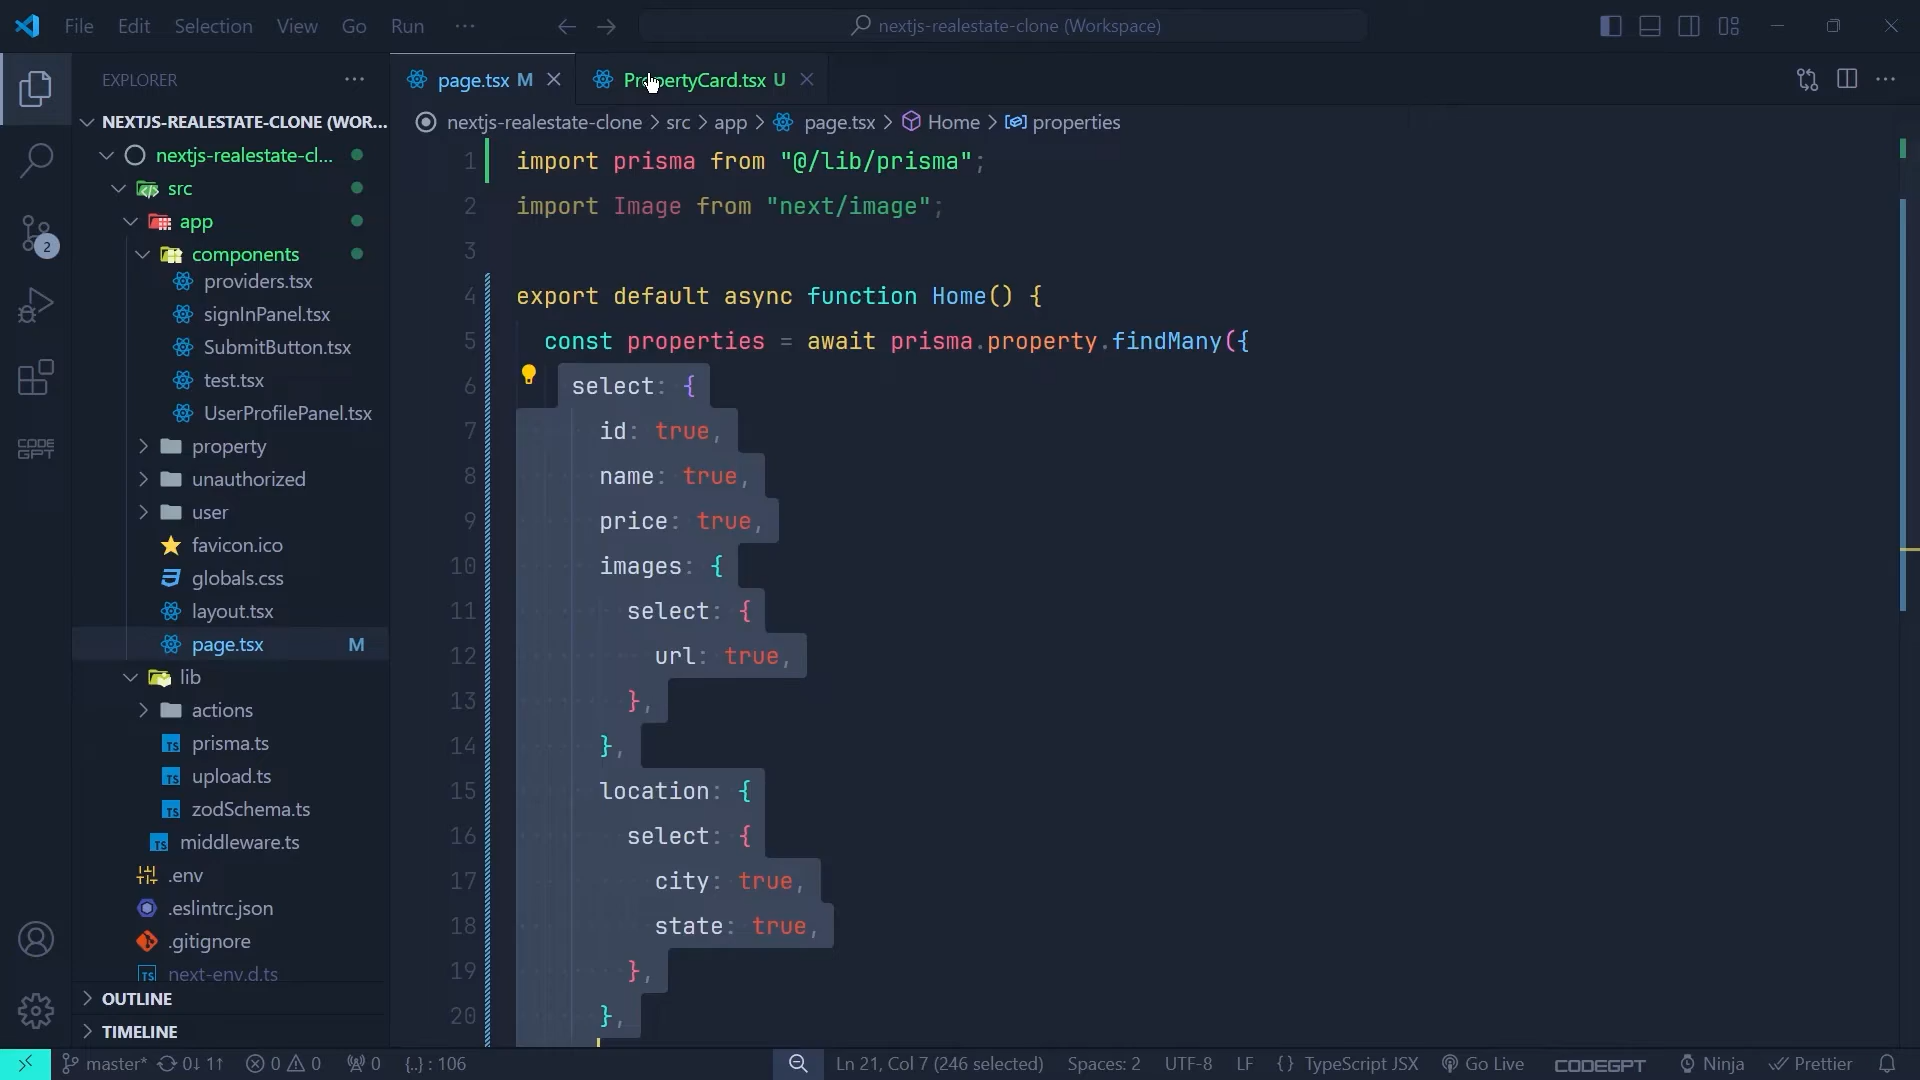 File Edit Selection View Go Run ···
nextjs-realestate-clone (Workspace)
EXPLORER
page.tsx M
PropertyCard.tsx U
NEXTJS-REALESTATE-CLONE (WOR...
nextjs-realestate-clone > src > app > page.tsx > Home > properties
nextjs-realestate-cl...
src
app
components
providers.tsx
signInPanel.tsx
SubmitButton.tsx
test.tsx
UserProfilePanel.tsx
property
unauthorized
user
favicon.ico
globals.css
layout.tsx
page.tsx M
lib
actions
prisma.ts
upload.ts
zodSchema.ts
middleware.ts
.env
.eslintrc.json
.gitignore
next-env.d.ts
OUTLINE
TIMELINE
2
CODE GPT
1 import prisma from "@/lib/prisma";
2 import Image from "next/image";
3
4 export default async function Home() {
5 const properties = await prisma.property.findMany({
6 select: {
7 id: true,
8 name: true,
9 price: true,
10 images: {
11 select: {
12 url: true,
13 },
14 },
15 location: {
16 select: {
17 city: true,
18 state: true,
19 },
20 },
master* 0↓ 1↑ 0 0 0 {..} : 106
Ln 21, Col 7 (246 selected) Spaces: 2 UTF-8 LF {} TypeScript JSX Go Live CODEGPT Ninja Prettier